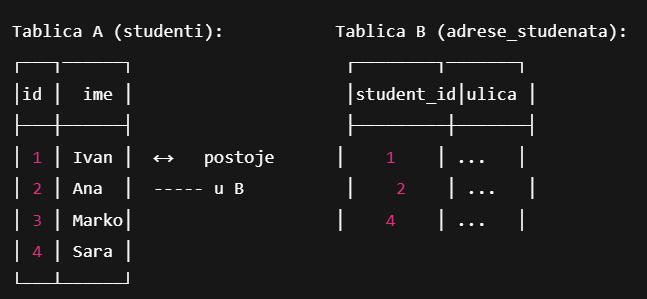 Tablica A (studenti): Tablica B (adrese_studenata):
id ime student_id ulica
1 Ivan ↔ postoje 1 ...
2 Ana ----- u B 2 ...
3 Marko 4 ...
4 Sara